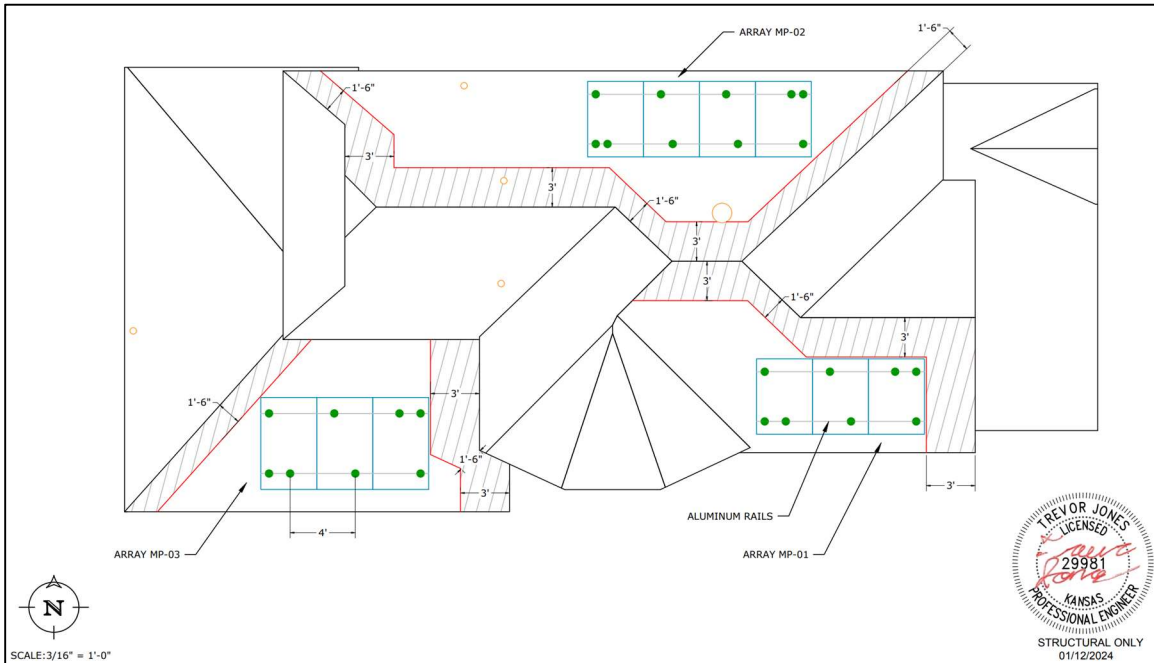 ARRAY MP-02
1'-6"
1'-6"
3'
3'
1'-6"
3'
3'
1'-6"
3'
1'-6"
3'
1'-6"
3'
4'
3'
ALUMINUM RAILS
ARRAY MP-03
ARRAY MP-01
N
SCALE:3/16" = 1'-0"
TREVOR JONES
LICENSED
29981
KANSAS
PROFESSIONAL ENGINEER
STRUCTURAL ONLY
01/12/2024